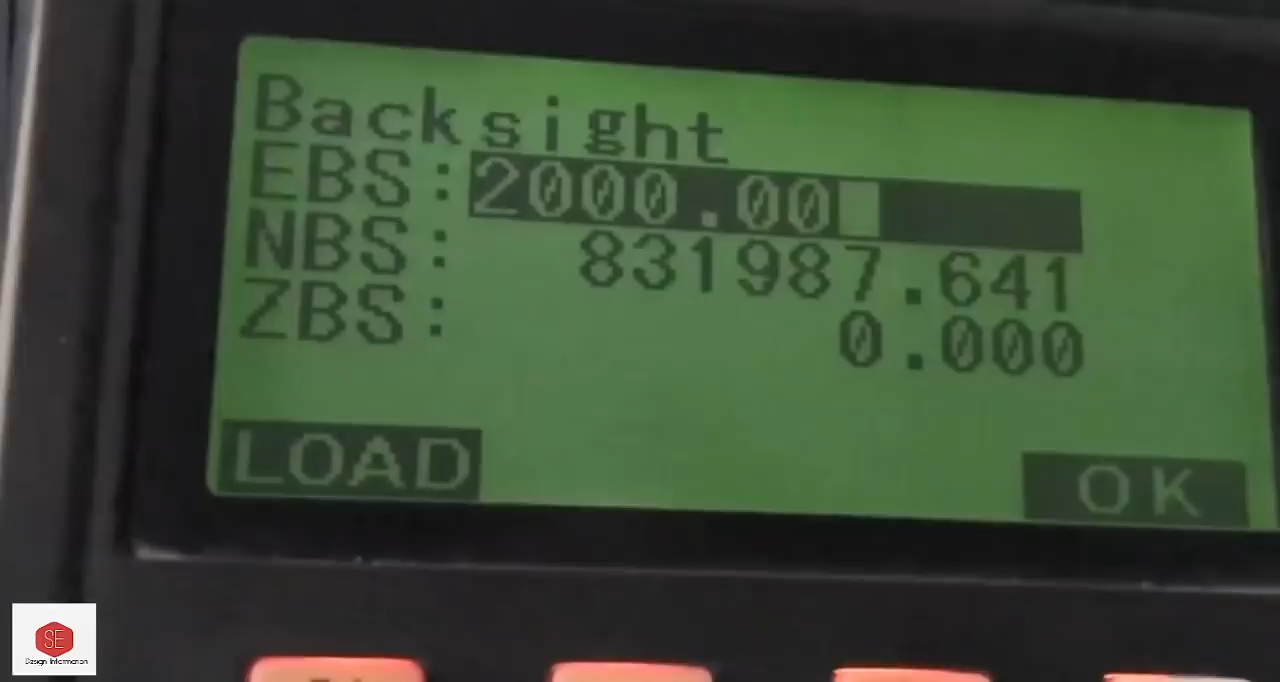 Backsight
EBS: 2000.00
NBS: 831987.641
ZBS: 0.000
LOAD OK
SE
Design Information